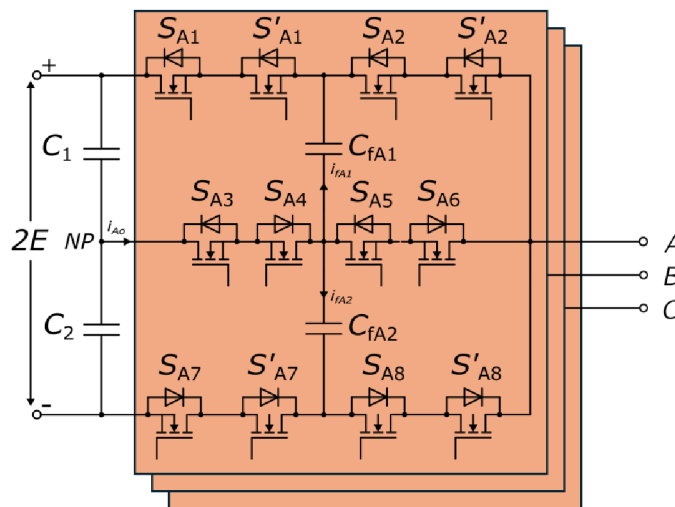 S_A1 S'_A1 S_A2 S'_A2
+
C_1 C_fA1
i_fA1
S_A3 S_A4 S_A5 S_A6
2E NP i_Ao A
B
i_fA2
C_2 C_fA2 C
S_A7 S'_A7 S_A8 S'_A8
-